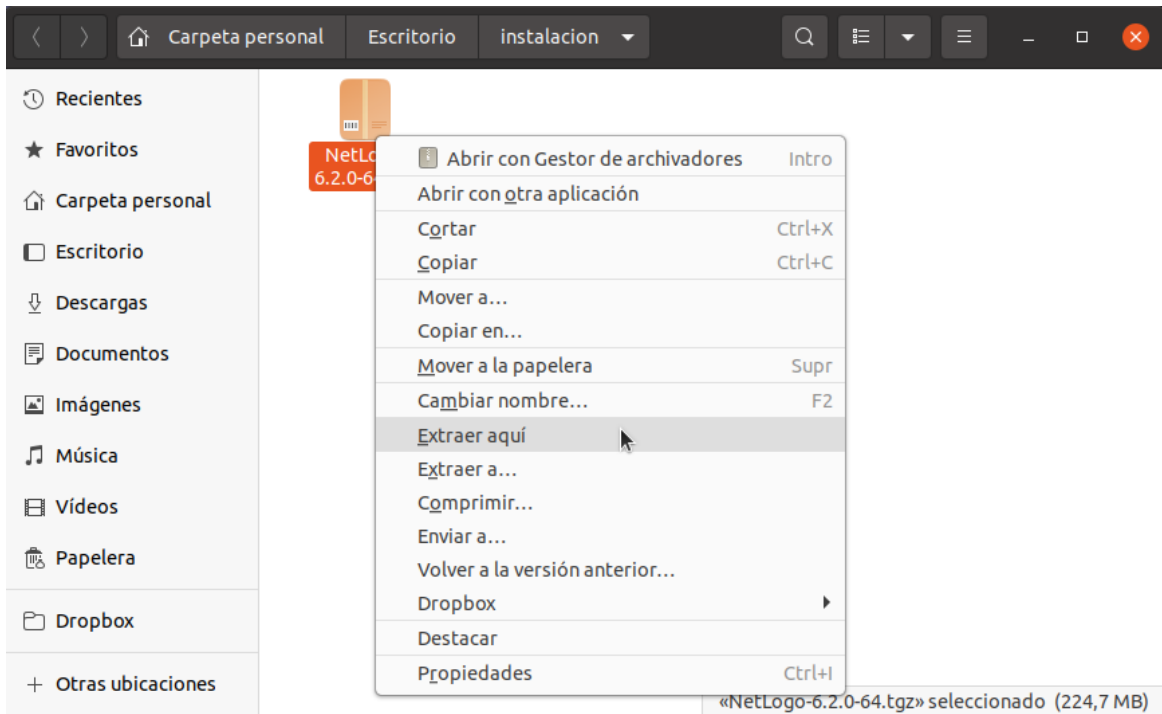 Carpeta personal Escritorio instalacion
Recientes
Favoritos
Carpeta personal
Escritorio
Descargas
Documentos
Imágenes
Música
Vídeos
Papelera
Dropbox
Otras ubicaciones
NetLo
6.2.0-6
Abrir con Gestor de archivadores Intro
Abrir con otra aplicación
Cortar Ctrl+X
Copiar Ctrl+C
Mover a...
Copiar en...
Mover a la papelera Supr
Cambiar nombre... F2
Extraer aquí
Extraer a...
Comprimir...
Enviar a...
Volver a la versión anterior...
Dropbox
Destacar
Propiedades Ctrl+I
«NetLogo-6.2.0-64.tgz» seleccionado (224,7 MB)